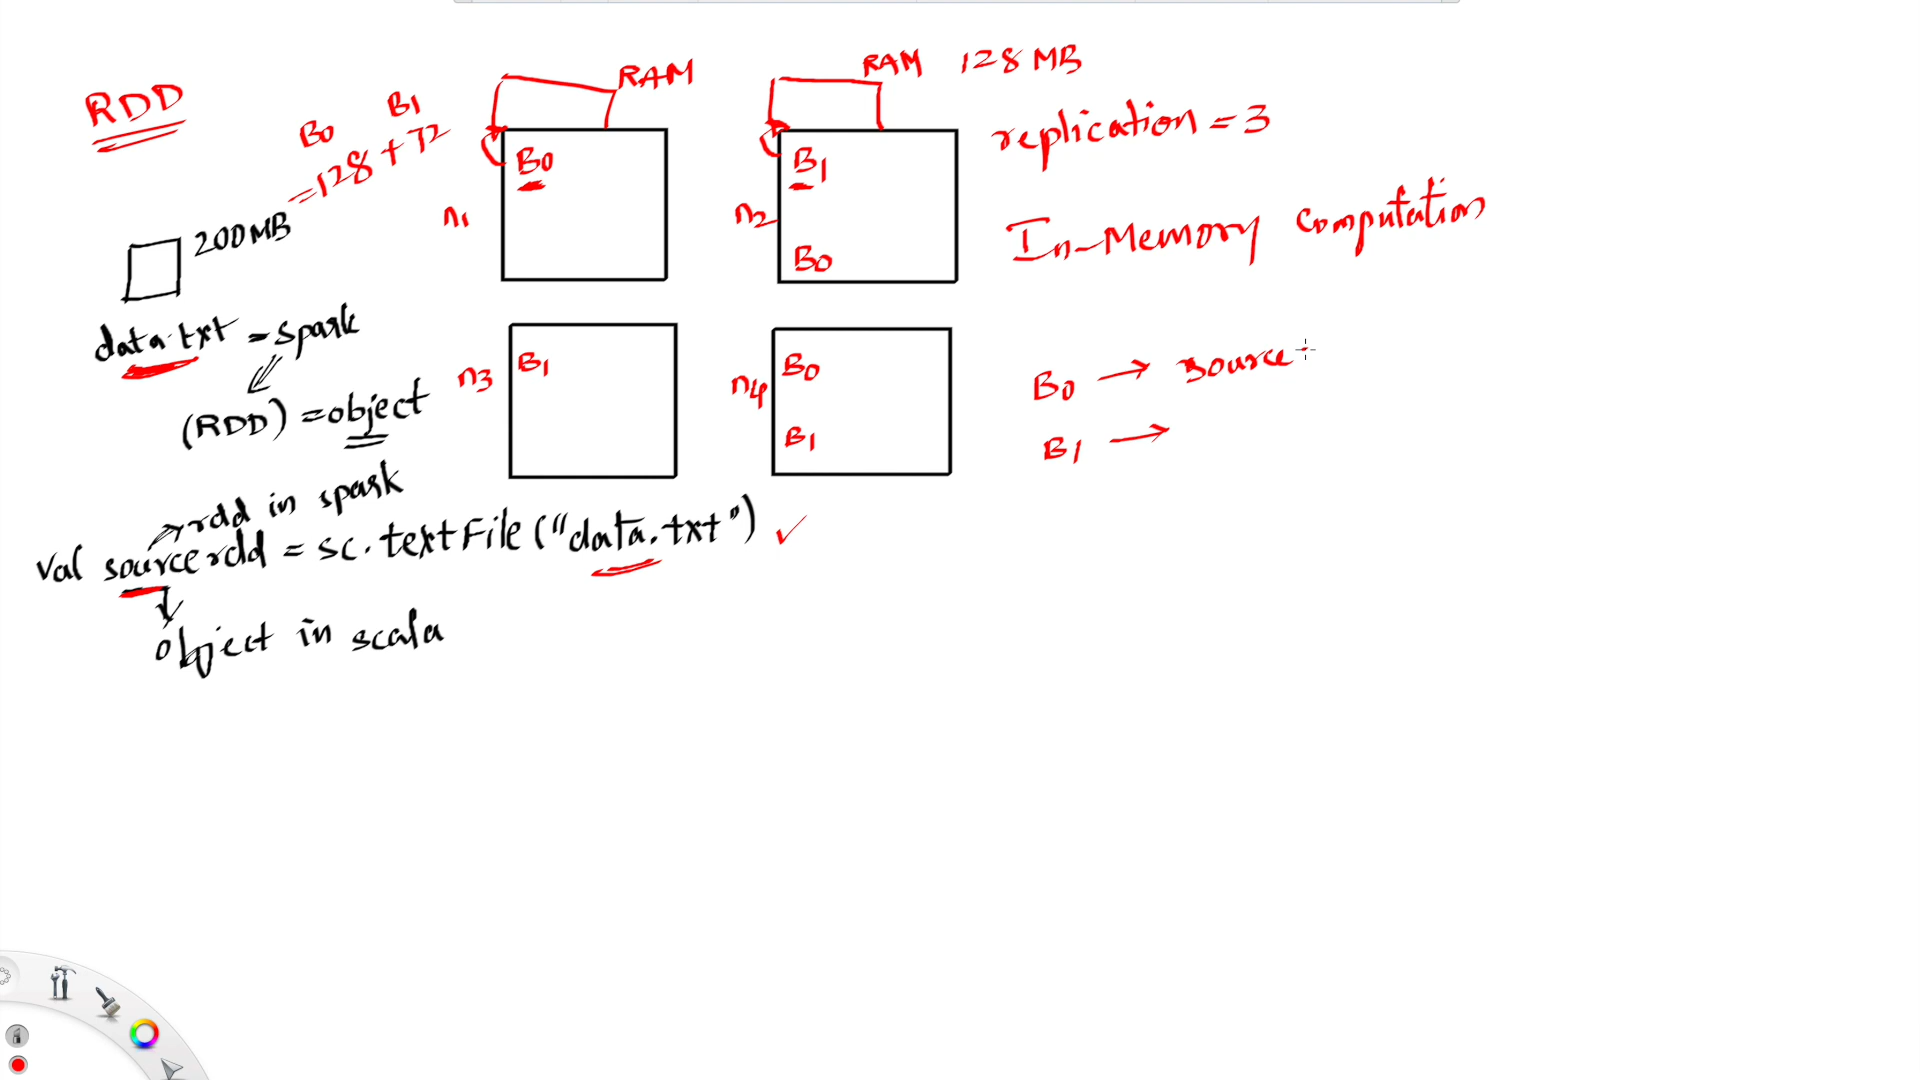 RDD
B0 B1
=128+72
200MB
data.txt - spark
(RDD) = object
rdd in spark
val sourcerdd = sc.textFile("data.txt")
object in scala
RAM
n1
B0
RAM 128 MB
n2
B1
B0
n3
B1
n4
B0
B1
replication = 3
In-Memory computation
B0 → source
B1 →